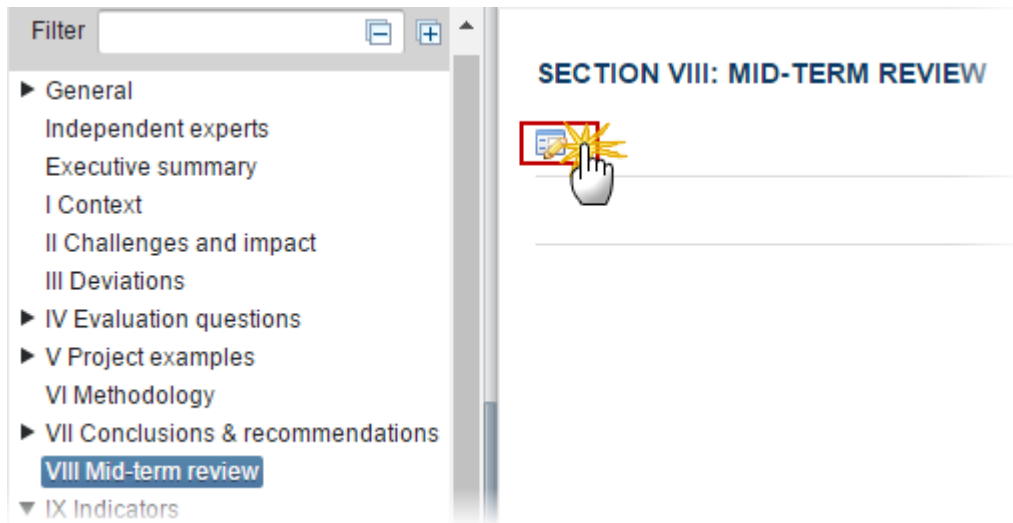 Filter
General
Independent experts
Executive summary
I Context
II Challenges and impact
III Deviations
IV Evaluation questions
V Project examples
VI Methodology
VII Conclusions & recommendations
VIII Mid-term review
IX Indicators
SECTION VIII: MID-TERM REVIEW